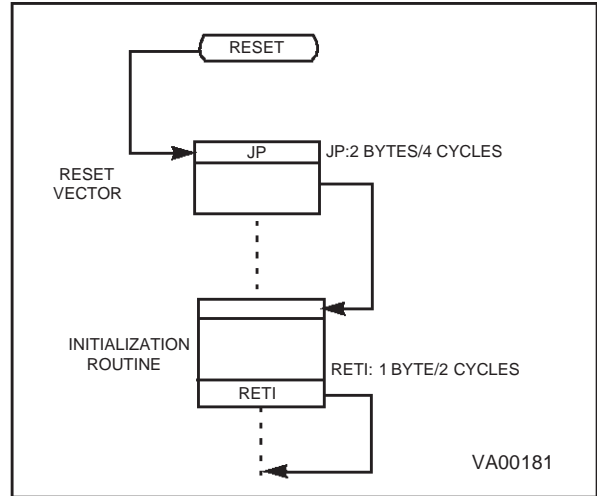 RESET
JP
JP:2 BYTES/4 CYCLES
RESET
VECTOR
INITIALIZATION
ROUTINE
RETI: 1 BYTE/2 CYCLES
RETI
VA00181